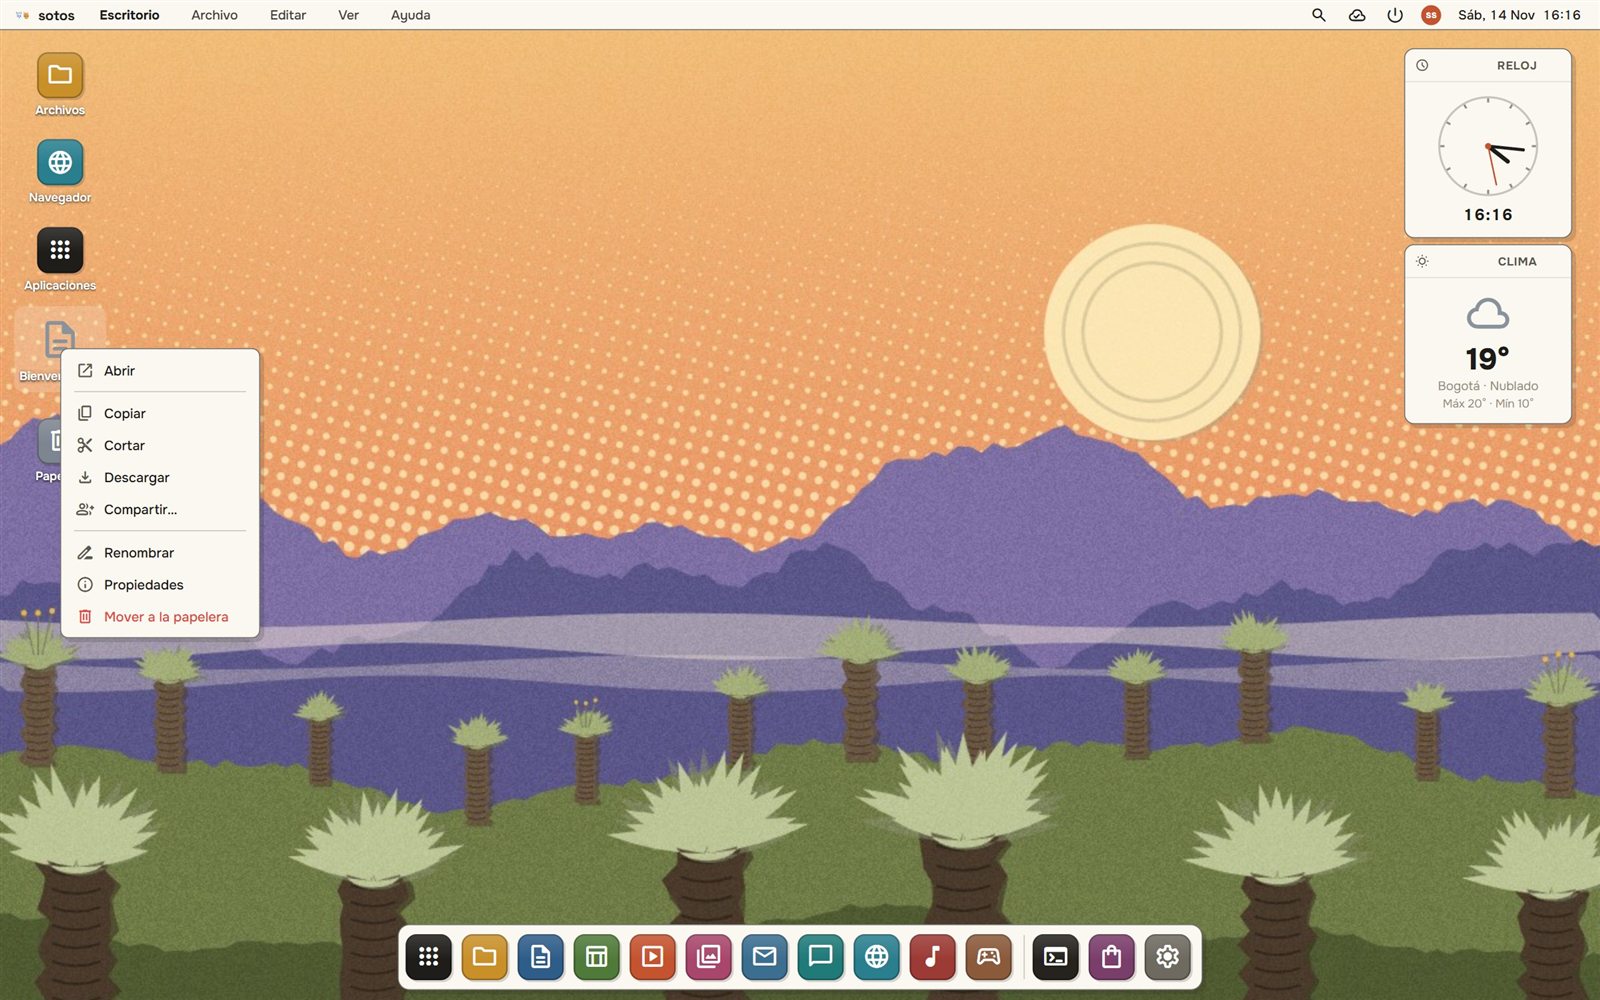 sotos Escritorio Archivo Editar Ver Ayuda ss Sáb, 14 Nov 16:16
Archivos
Navegador
Aplicaciones
Abrir
Copiar
Cortar
Descargar
Compartir...
Renombrar
Propiedades
Mover a la papelera
RELOJ
16:16
CLIMA
19°
Bogotá · Nublado
Máx 20° · Mín 10°